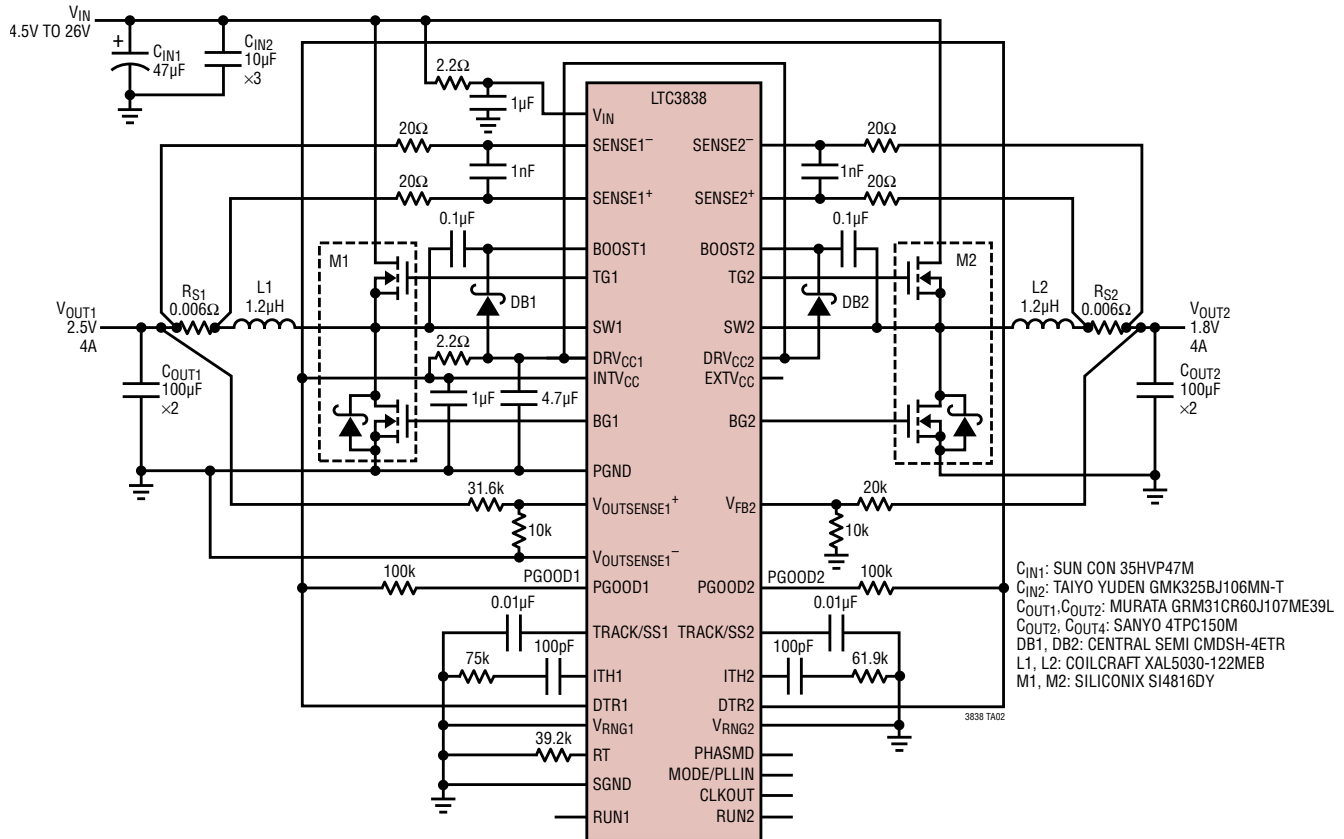 VIN
4.5V TO 26V
CIN1
47µF
CIN2
10µF
×3
2.2Ω
1µF
LTC3838
VIN
20Ω
SENSE1–
SENSE2–
20Ω
1nF
1nF
20Ω
SENSE1+
SENSE2+
20Ω
0.1µF
0.1µF
BOOST1
BOOST2
M1
M2
TG1
TG2
DB1
DB2
VOUT1
2.5V
4A
RS1
0.006Ω
L1
1.2µH
SW1
SW2
L2
1.2µH
RS2
0.006Ω
VOUT2
1.8V
4A
2.2Ω
DRVCC1
DRVCC2
INTVCC
EXTVCC
COUT1
100µF
×2
1µF
4.7µF
COUT2
100µF
×2
BG1
BG2
PGND
31.6k
20k
VOUTSENSE1+
VFB2
10k
10k
VOUTSENSE1–
100k
PGOOD1
PGOOD1
PGOOD2
PGOOD2
100k
0.01µF
0.01µF
TRACK/SS1
TRACK/SS2
75k
100pF
100pF
61.9k
ITH1
ITH2
DTR1
DTR2
VRNG1
VRNG2
39.2k
RT
PHASMD
MODE/PLLIN
SGND
CLKOUT
RUN1
RUN2
CIN1: SUN CON 35HVP47M
CIN2: TAIYO YUDEN GMK325BJ106MN-T
COUT1, COUT2: MURATA GRM31CR60J107ME39L
COUT2, COUT4: SANYO 4TPC150M
DB1, DB2: CENTRAL SEMI CMDSH-4ETR
L1, L2: COILCRAFT XAL5030-122MEB
M1, M2: SILICONIX SI4816DY
3838 TA02